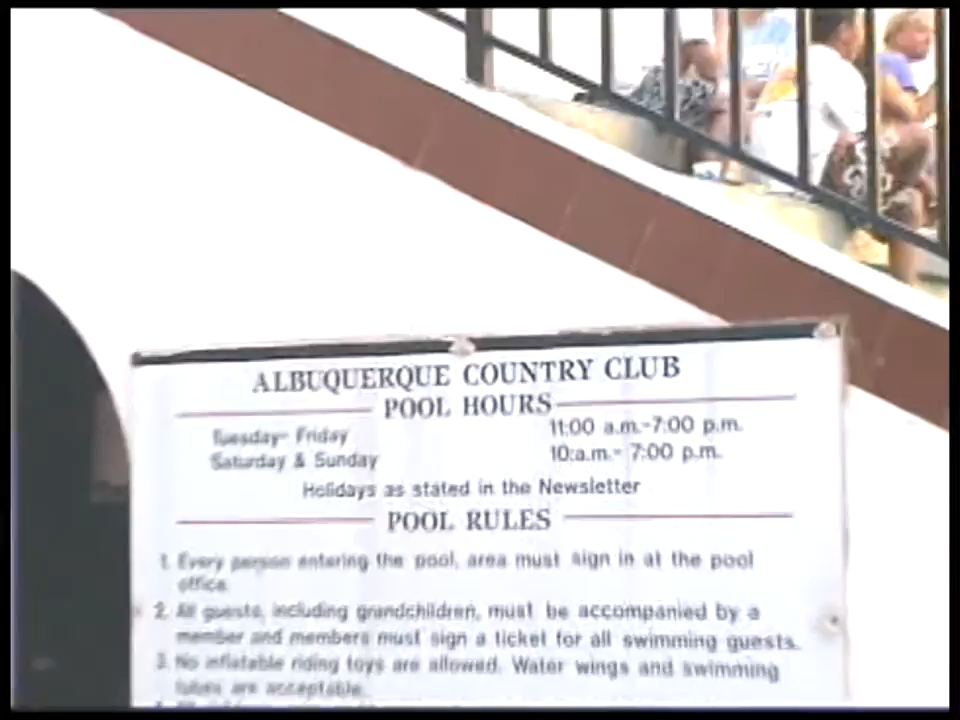 ALBUQUERQUE COUNTRY CLUB
POOL HOURS
Tuesday- Friday 11:00 a.m.-7:00 p.m.
Saturday & Sunday 10:a.m.- 7:00 p.m.
Holidays as stated in the Newsletter
POOL RULES
1. Every person entering the pool, area must sign in at the pool
office.
2. All guests, including grandchildren, must be accompanied by a
member and members must sign a ticket for all swimming guests.
3. No inflatable riding toys are allowed. Water wings and swimming
tubes are acceptable.